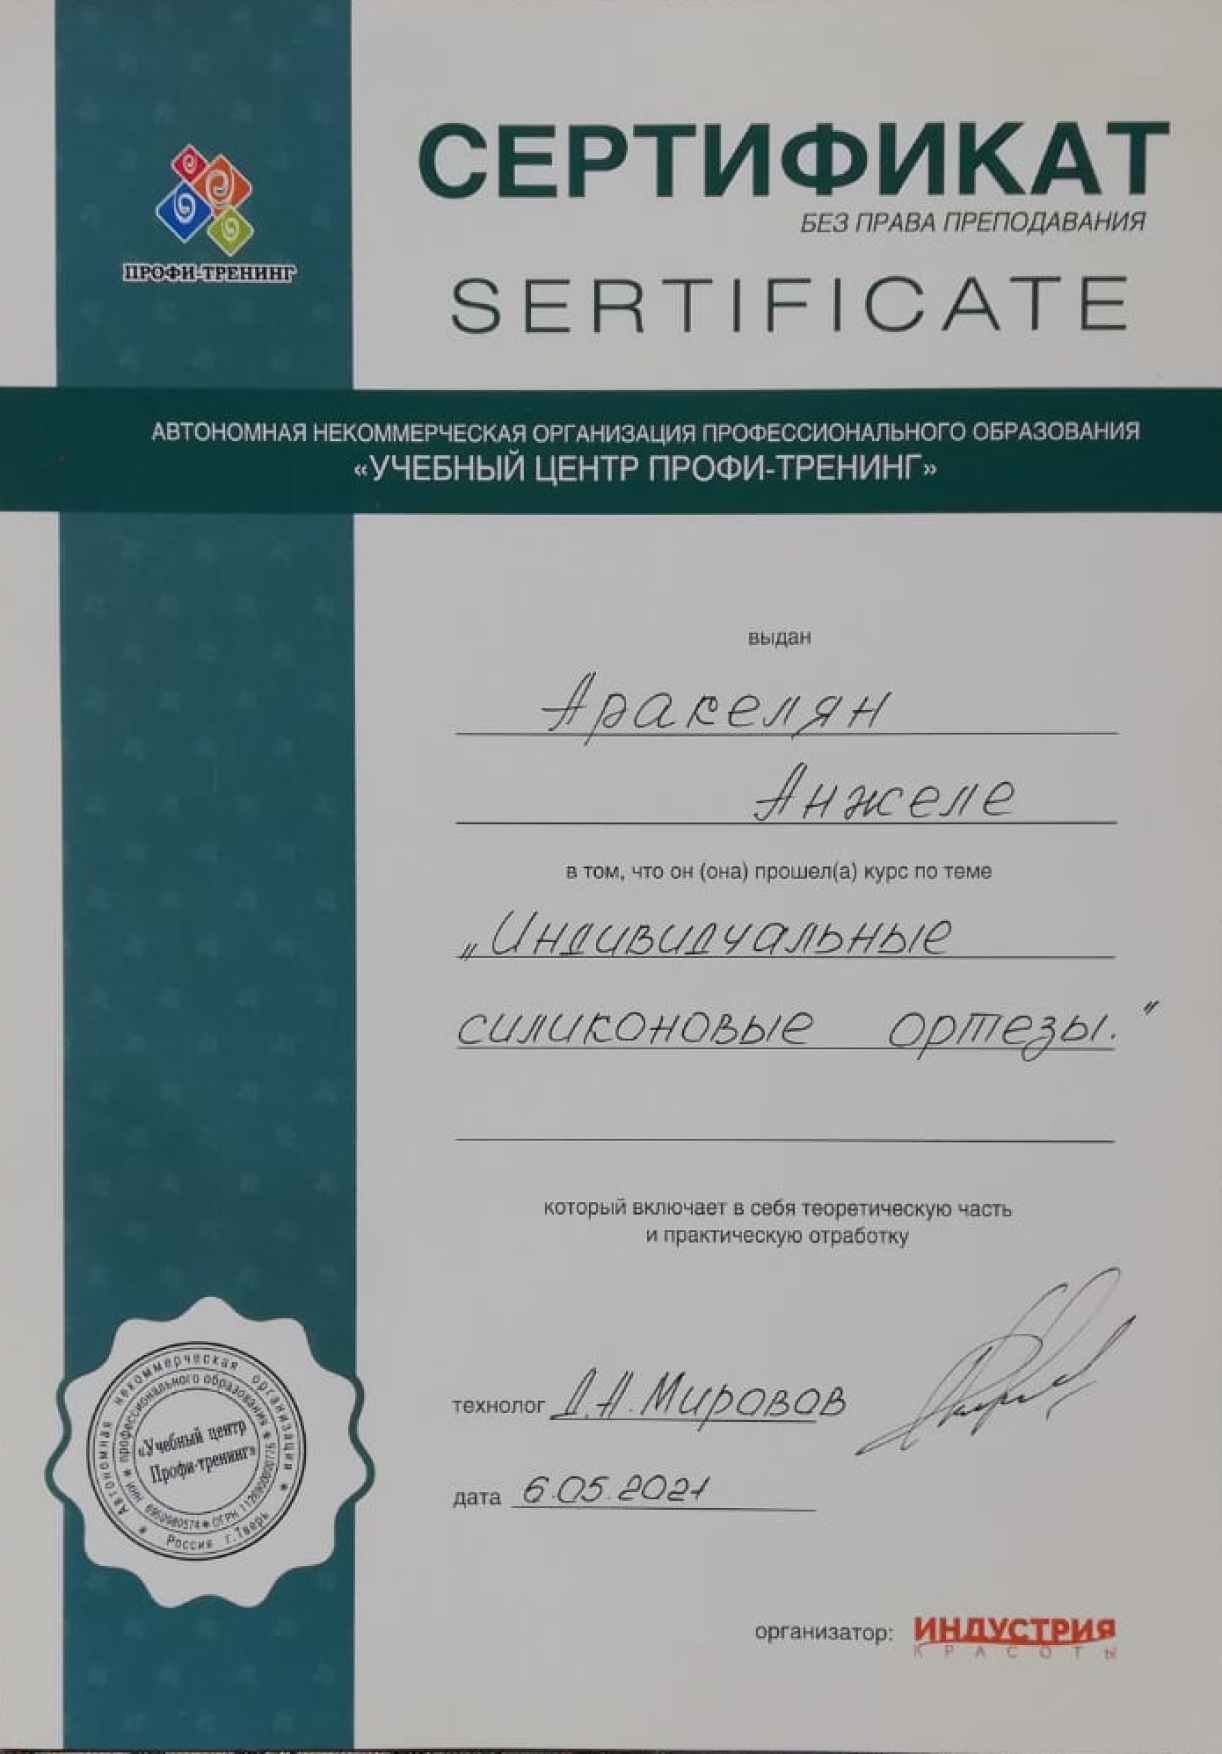 ПРОФИ-ТРЕНИНГ
СЕРТИФИКАТ
БЕЗ ПРАВА ПРЕПОДАВАНИЯ
SERTIFICATE
АВТОНОМНАЯ НЕКОММЕРЧЕСКАЯ ОРГАНИЗАЦИЯ ПРОФЕССИОНАЛЬНОГО ОБРАЗОВАНИЯ
«УЧЕБНЫЙ ЦЕНТР ПРОФИ-ТРЕНИНГ»
выдан
Аракелян
Анжеле
в том, что он (она) прошел(а) курс по теме
„Индивидуальные
силиконовые ортезы."
который включает в себя теоретическую часть
и практическую отработку
технолог Д.А. Мировов
дата 6.05.2021
Автономная некоммерческая организация
профессионального образования
«Учебный центр
Профи-тренинг»
ИНН 6950980574 * ОГРН
Россия г.Тверь
организатор: ИНДУСТРИЯ
КРАСОТЫ